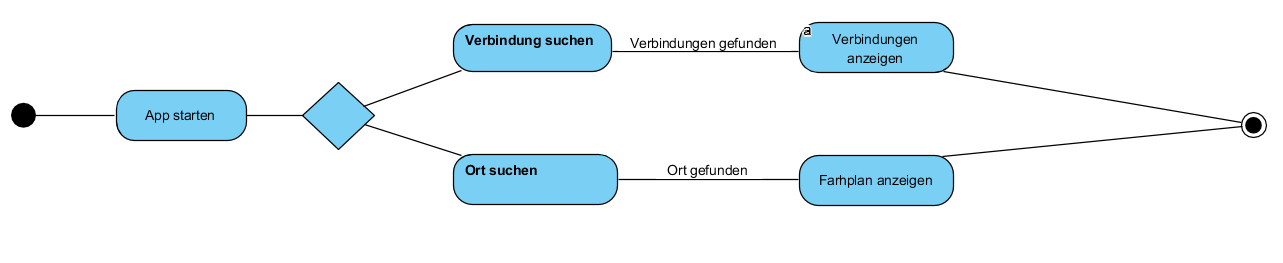 App starten
Verbindung suchen
Verbindungen gefunden
a
Verbindungen
anzeigen
Ort suchen
Ort gefunden
Farhplan anzeigen